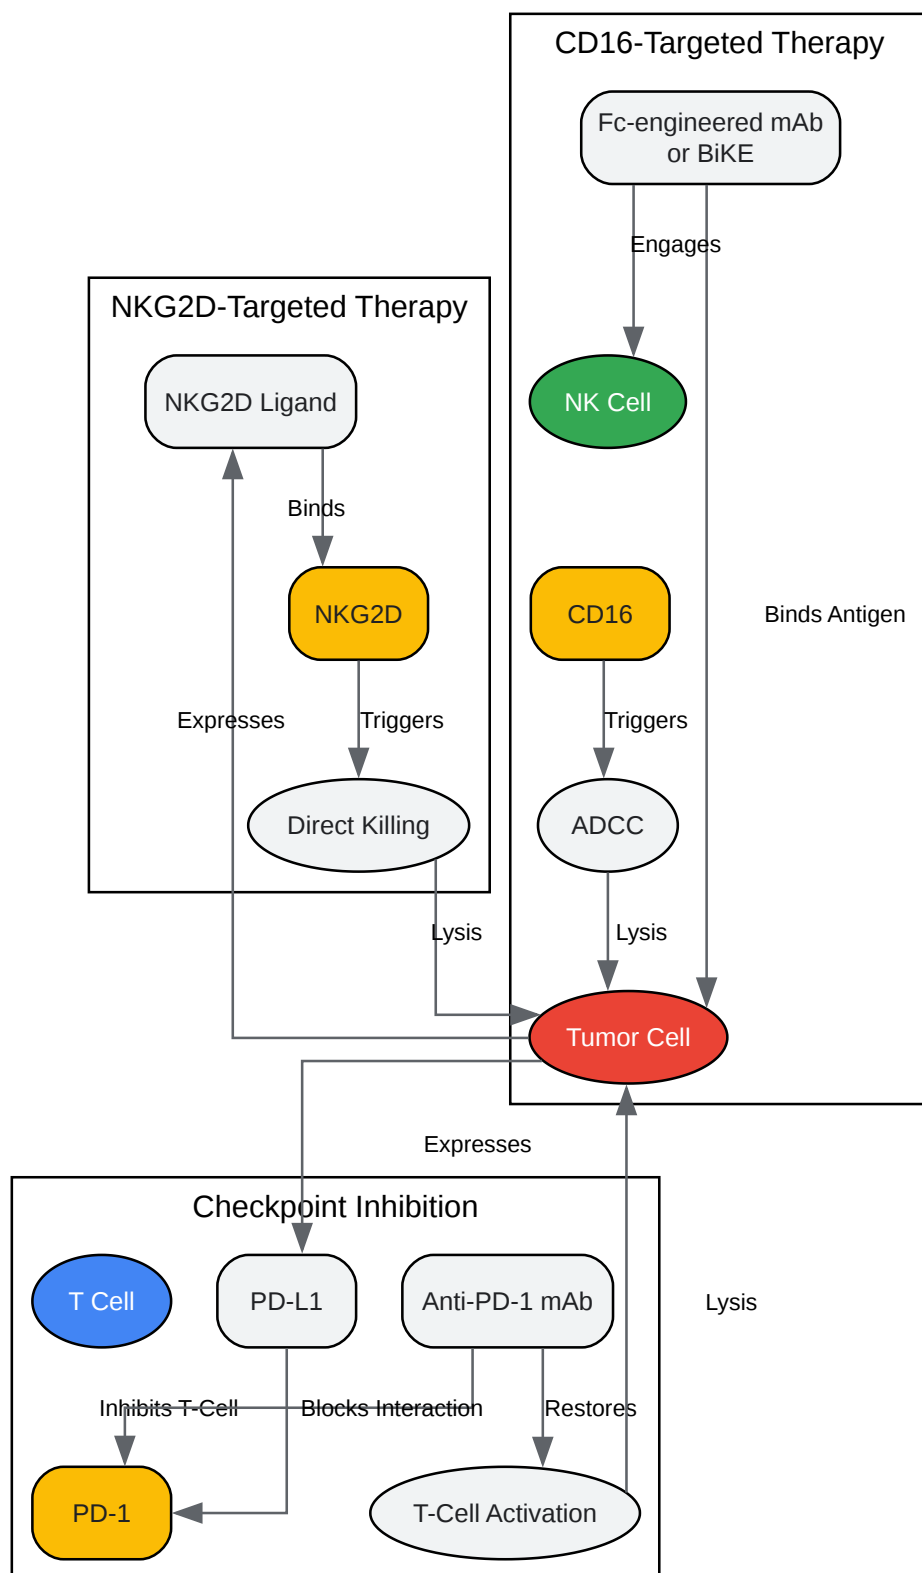 CD16-Targeted Therapy
Fc-engineered mAb
or BiKE
Engages
NKG2D-Targeted Therapy
NKG2D Ligand
NK Cell
Binds
NKG2D
CD16
Binds Antigen
Expresses
Triggers
Triggers
Direct Killing
ADCC
Lysis
Lysis
Tumor Cell
Expresses
Checkpoint Inhibition
T Cell
PD-L1
Anti-PD-1 mAb
Lysis
Inhibits T-Cell
Blocks Interaction
Restores
PD-1
T-Cell Activation